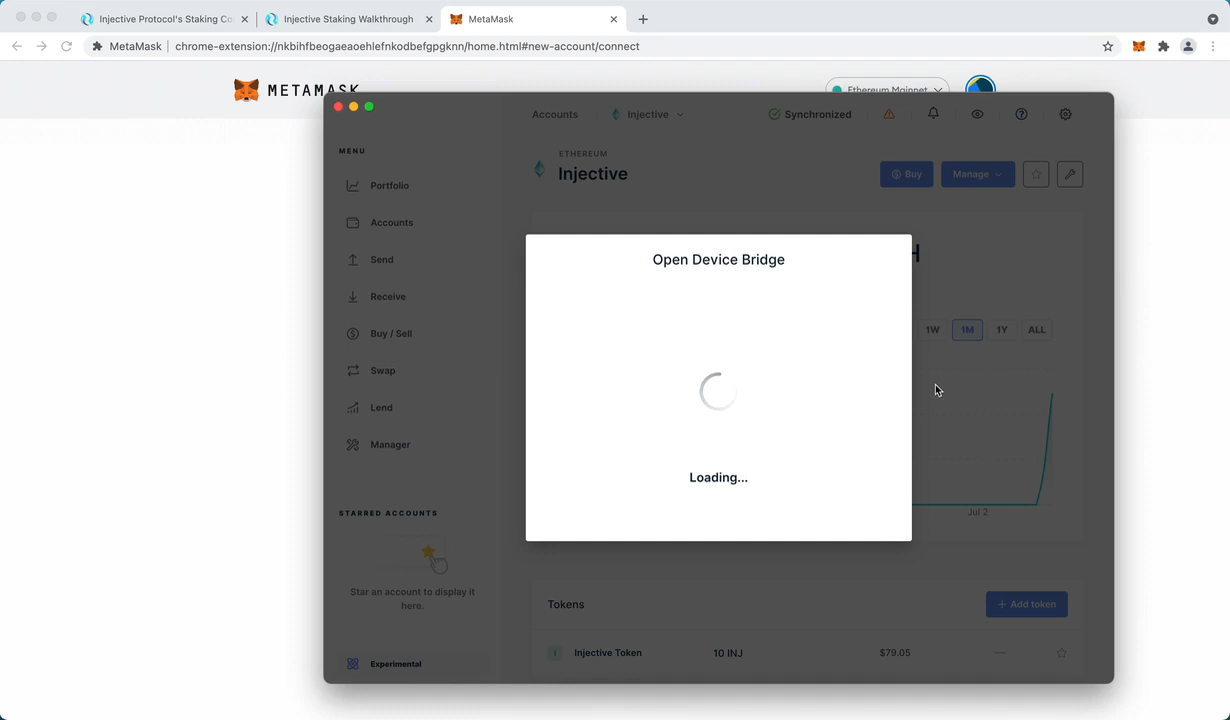 Injective Protocol's Staking Co
Injective Staking Walkthrough
MetaMask
MetaMask
chrome-extension://nkbihfbeogaeaoehlefnkodbefgpgknn/home.html#new-account/connect
METAMASK
Ethereum Mainnet
Accounts
Injective
Synchronized
MENU
Portfolio
Accounts
Send
Receive
Buy / Sell
Swap
Lend
Manager
STARRED ACCOUNTS
Star an account to display it
here.
Experimental
ETHEREUM
Injective
Buy
Manage
H
Open Device Bridge
Loading...
1W
1M
1Y
ALL
Jul 2
Tokens
+ Add token
I
Injective Token
10 INJ
$79.05
—